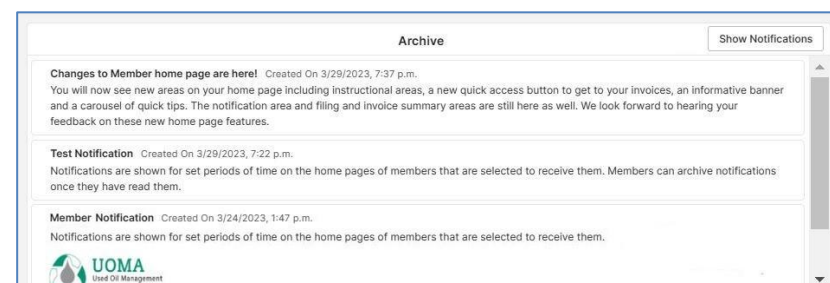 Archive
Show Notifications
Changes to Member home page are here! Created On 3/29/2023, 7:37 p.m.
You will now see new areas on your home page including instructional areas, a new quick access button to get to your invoices, an informative banner
and a carousel of quick tips. The notification area and filing and invoice summary areas are still here as well. We look forward to hearing your
feedback on these new home page features.
Test Notification Created On 3/29/2023, 7:22 p.m.
Notifications are shown for set periods of time on the home pages of members that are selected to receive them. Members can archive notifications
once they have read them.
Member Notification Created On 3/24/2023, 1:47 p.m.
Notifications are shown for set periods of time on the home pages of members that are selected to receive them.
UOMA
Used Oil Management